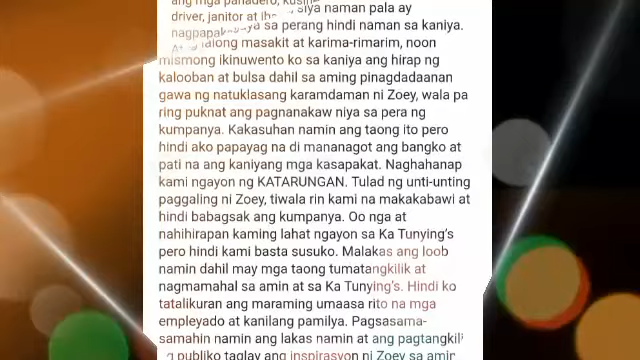 ang mga panadero,
driver, janitor at siya naman pala ay
sa perang hindi naman sa kaniya.
masakit at karima-rimarim, noon
mismong ikinuwento ko sa kaniya ang hirap ng
kalooban at bulsa dahil sa aming pinagdadaanan
gawa ng natuklasang karamdaman ni Zoey, wala pa
ring puknat ang pagnanakaw niya sa pera ng
kumpanya. Kakasuhan namin ang taong ito pero
hindi ako papayag na di mananagot ang bangko at
pati na ang kaniyang mga kasapakat. Naghahanap
kami ngayon ng KATARUNGAN. Tulad ng unti-unting
paggaling ni Zoey, tiwala rin kami na makakabawi at
hindi babagsak ang kumpanya. Oo nga at
nahihirapan kaming lahat ngayon sa Ka Tunying's
pero hindi kami basta susuko. Malakas ang loob
namin dahil may mga taong tumatangkilik at
nagmamahal sa amin at sa Ka Tunying's. Hindi ko
tatalikuran ang maraming umaasa rito na mga
empleyado at kanilang pamilya. Pagsasama-
samahin namin ang lakas namin at ang pagtangkili
publiko taglay ang inspirasyon ni Zoey sa amin